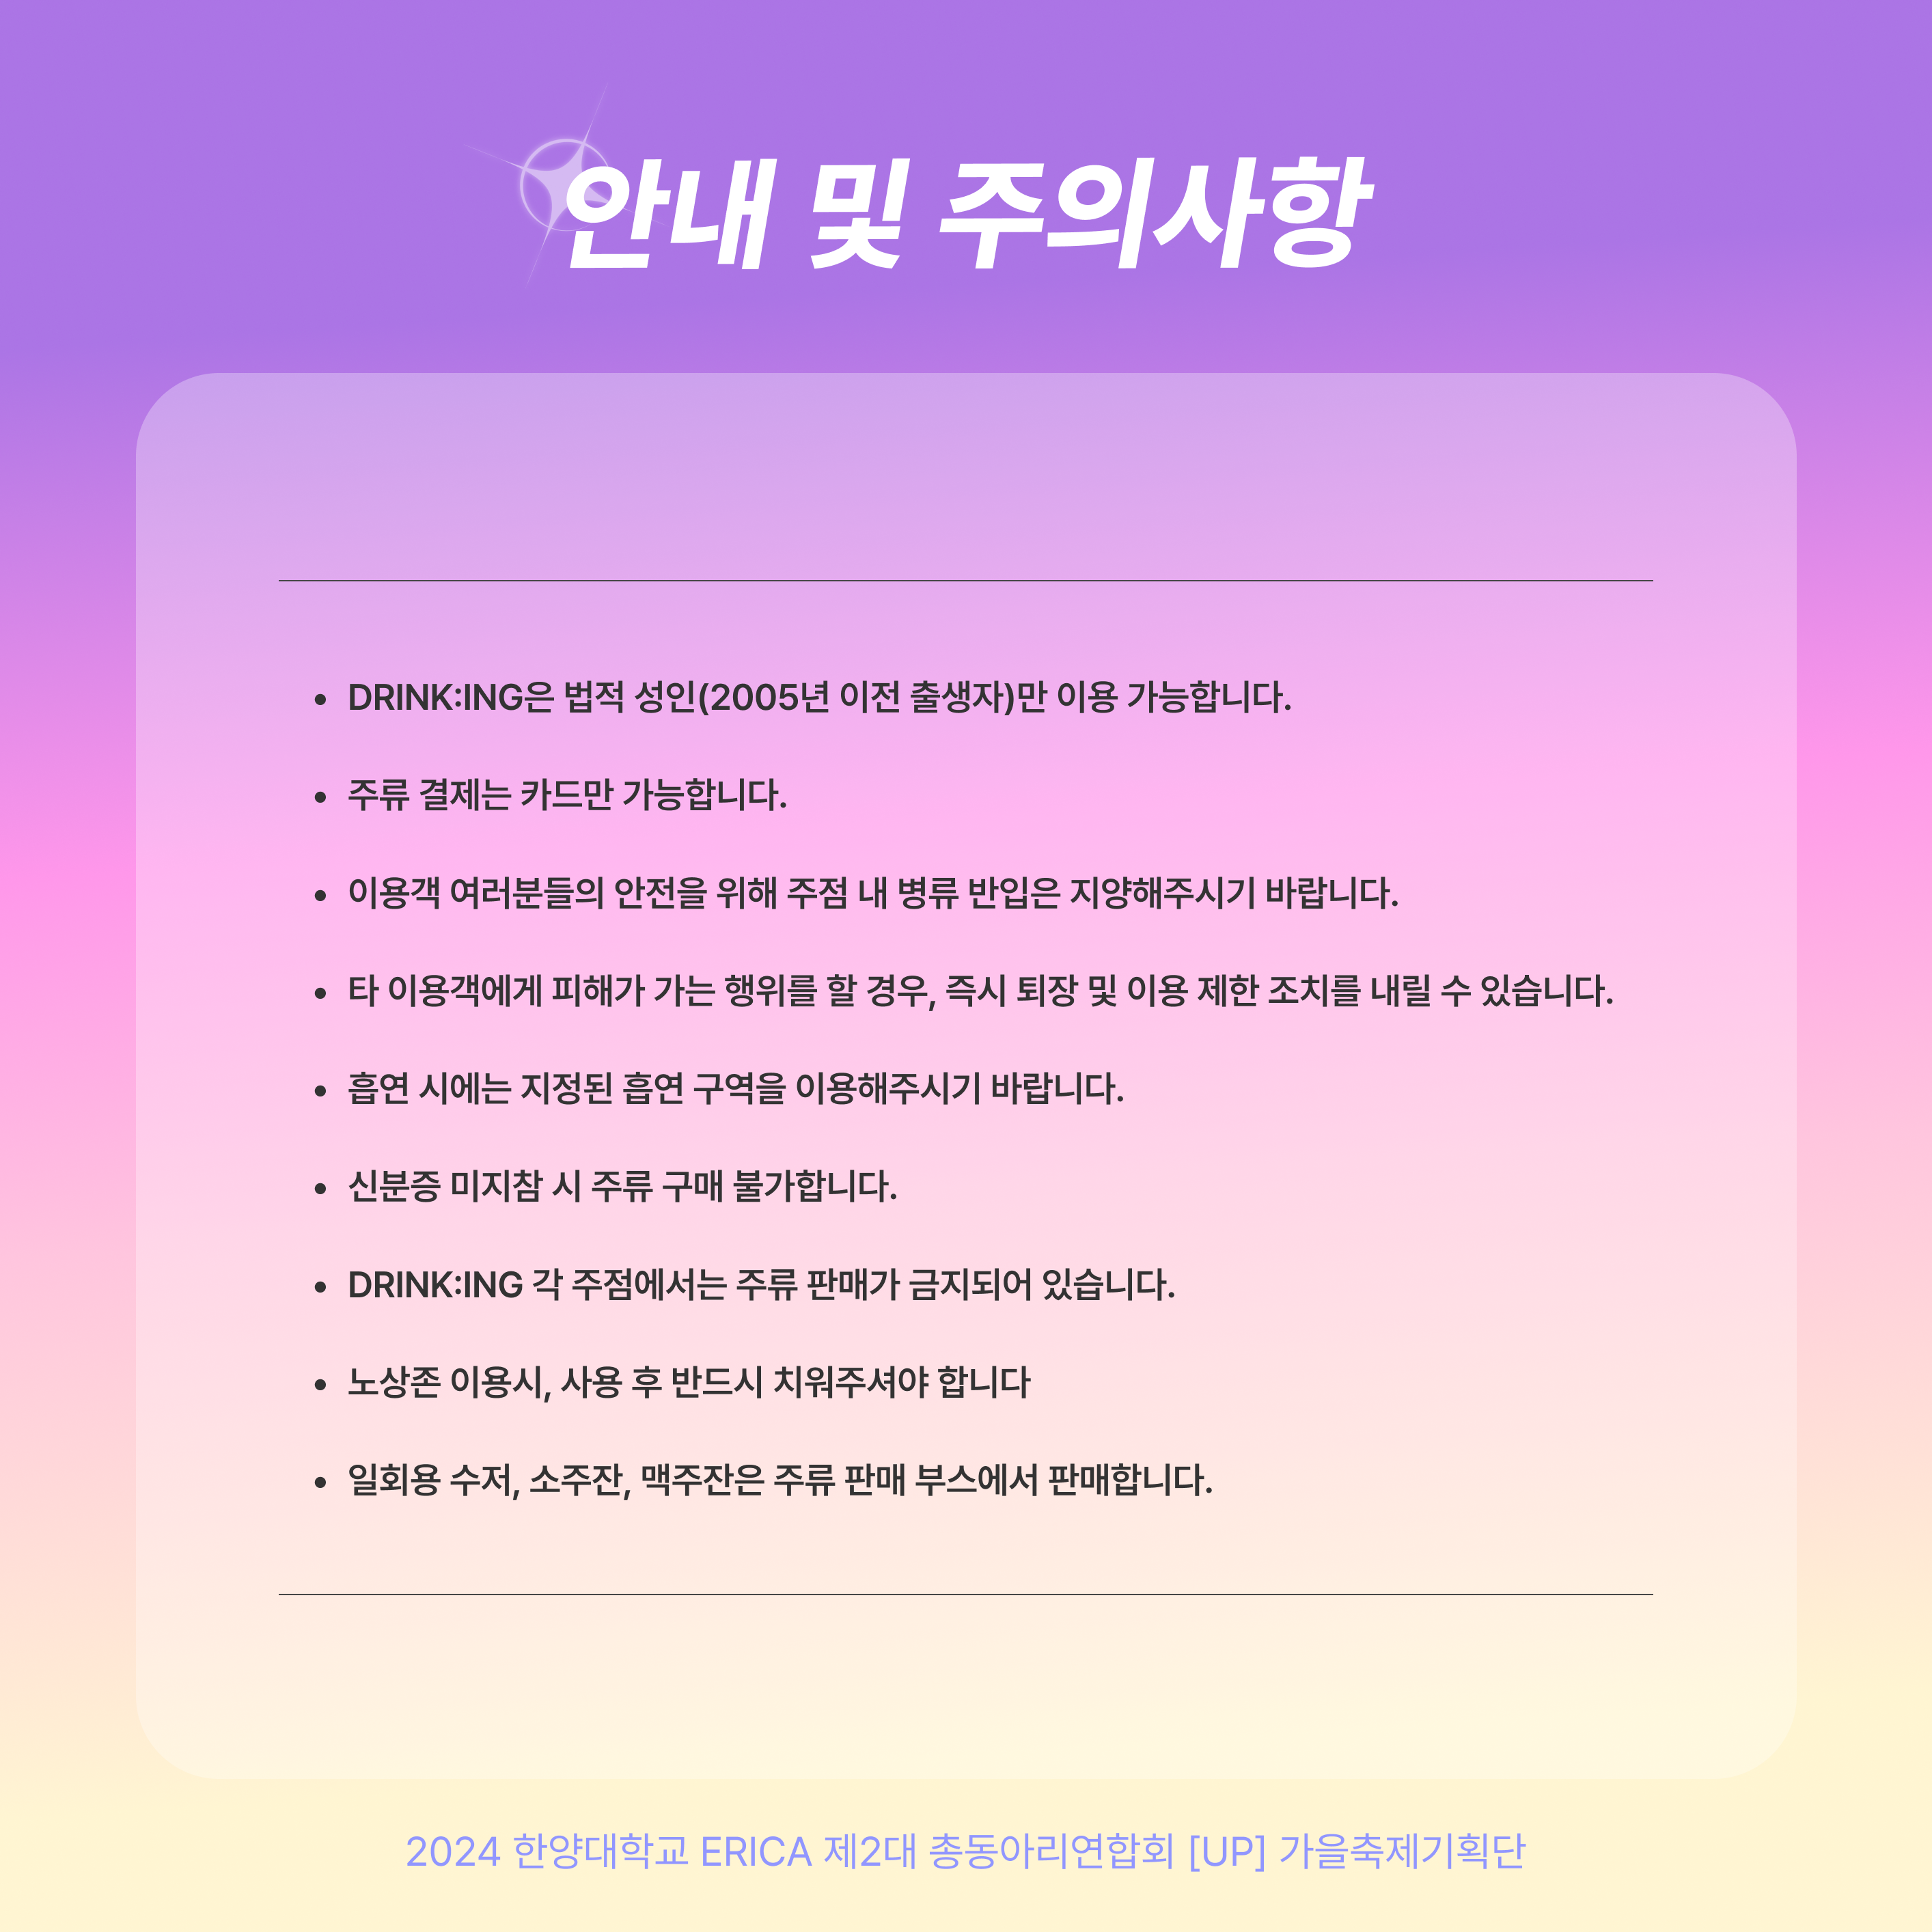 안내 및 주의사항
• DRINK:ING은 법적 성인(2005년 이전 출생자)만 이용 가능합니다.
• 주류 결제는 카드만 가능합니다.
• 이용객 여러분들의 안전을 위해 주점 내 병류 반입은 지양해주시기 바랍니다.
• 타 이용객에게 피해가 가는 행위를 할 경우, 즉시 퇴장 및 이용 제한 조치를 내릴 수 있습니다.
• 흡연 시에는 지정된 흡연 구역을 이용해주시기 바랍니다.
• 신분증 미지참 시 주류 구매 불가합니다.
• DRINK:ING 각 주점에서는 주류 판매가 금지되어 있습니다.
• 노상존 이용시, 사용 후 반드시 치워주셔야 합니다
• 일회용 수저, 소주잔, 맥주잔은 주류 판매 부스에서 판매합니다.
2024 한양대학교 ERICA 제2대 총동아리연합회 [UP] 가을축제기획단